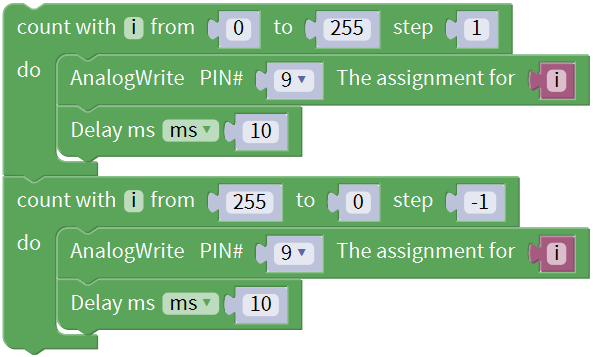 count with i from 0 to 255 step 1
do
AnalogWrite PIN# 9 The assignment for i
Delay ms ms 10
count with i from 255 to 0 step -1
do
AnalogWrite PIN# 9 The assignment for i
Delay ms ms 10